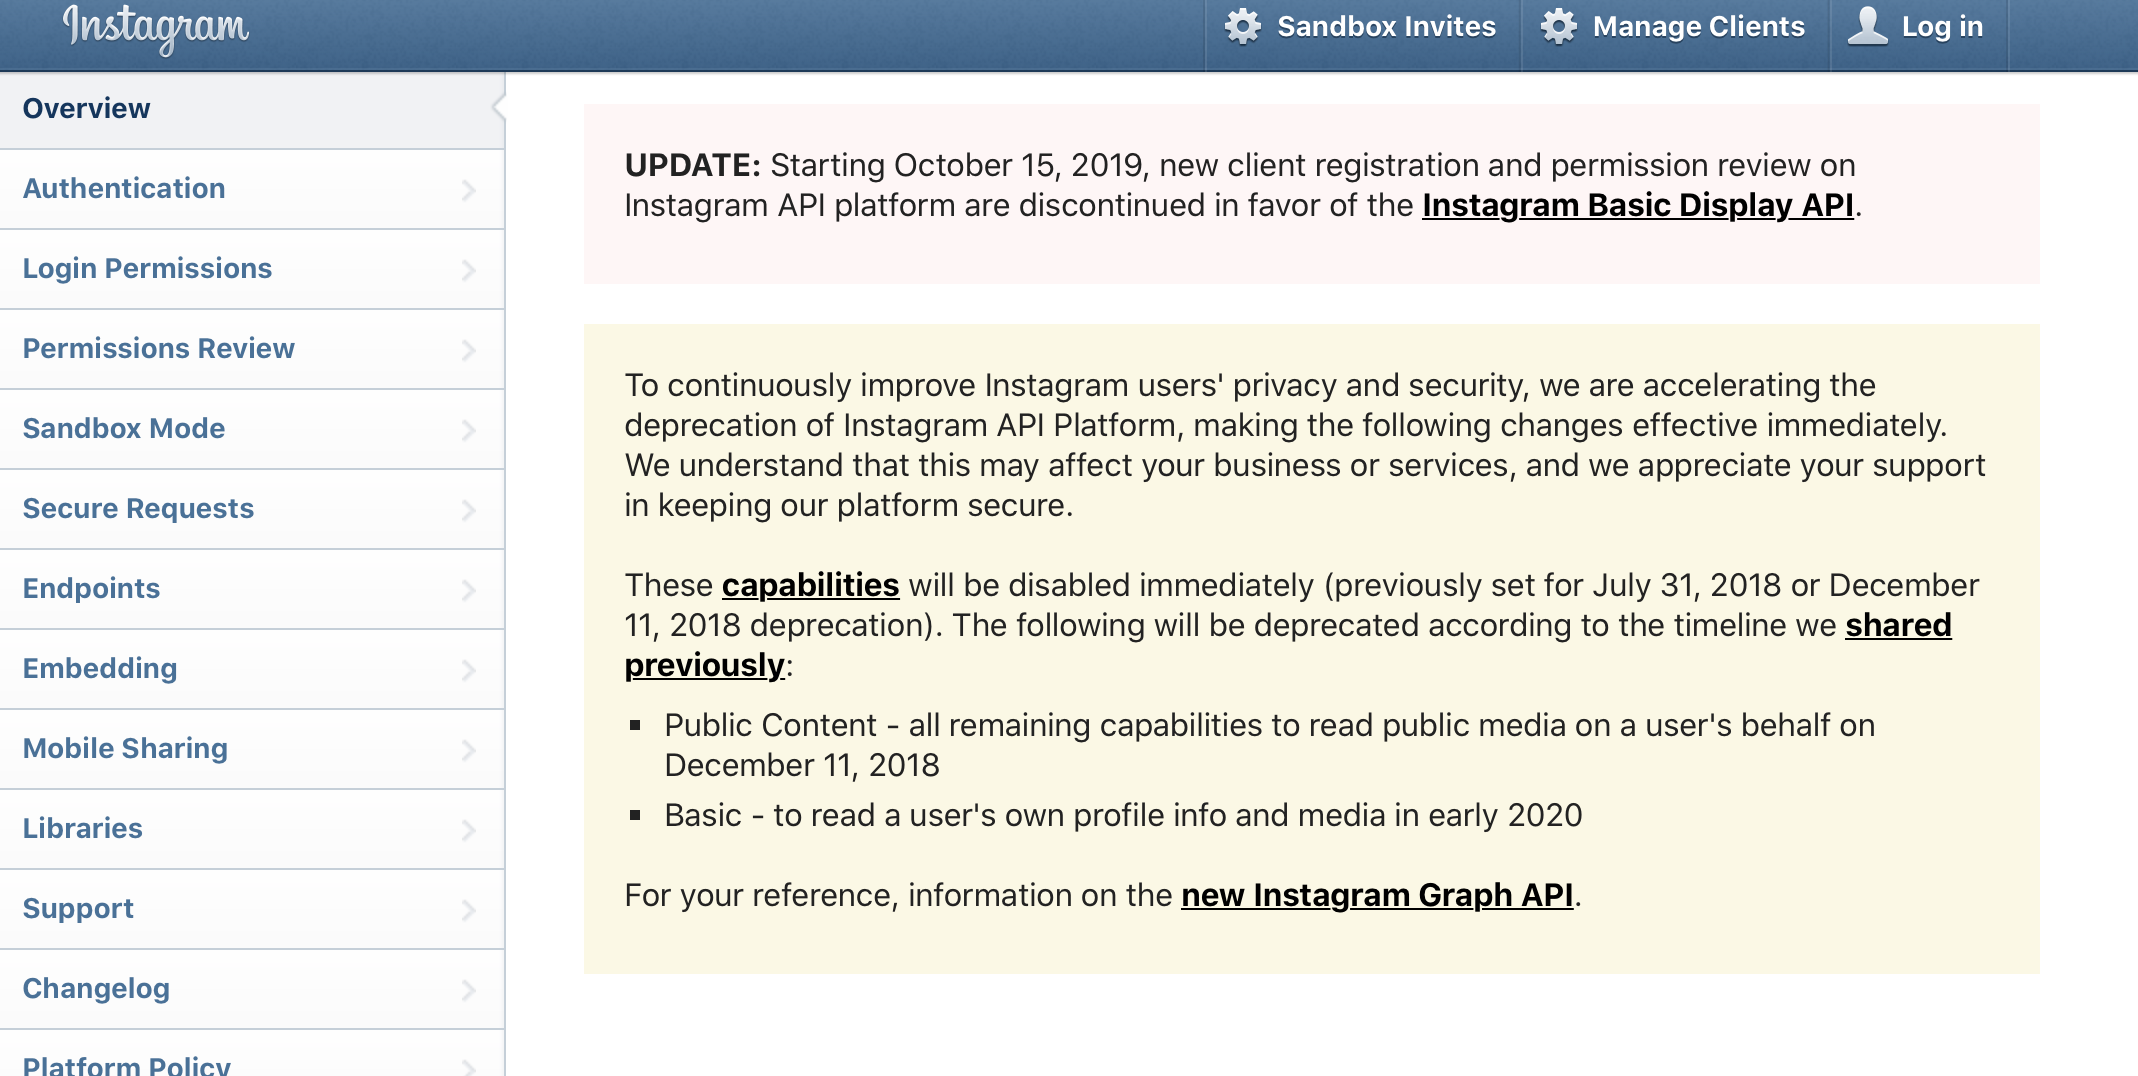 Instagram
Sandbox Invites
Manage Clients
Log in
Overview
Authentication
Login Permissions
Permissions Review
Sandbox Mode
Secure Requests
Endpoints
Embedding
Mobile Sharing
Libraries
Support
Changelog
Platform Policy
UPDATE: Starting October 15, 2019, new client registration and permission review on
Instagram API platform are discontinued in favor of the Instagram Basic Display API.
To continuously improve Instagram users' privacy and security, we are accelerating the
deprecation of Instagram API Platform, making the following changes effective immediately.
We understand that this may affect your business or services, and we appreciate your support
in keeping our platform secure.
These capabilities will be disabled immediately (previously set for July 31, 2018 or December
11, 2018 deprecation). The following will be deprecated according to the timeline we shared
previously:
▪ Public Content - all remaining capabilities to read public media on a user's behalf on
December 11, 2018
▪ Basic - to read a user's own profile info and media in early 2020
For your reference, information on the new Instagram Graph API.